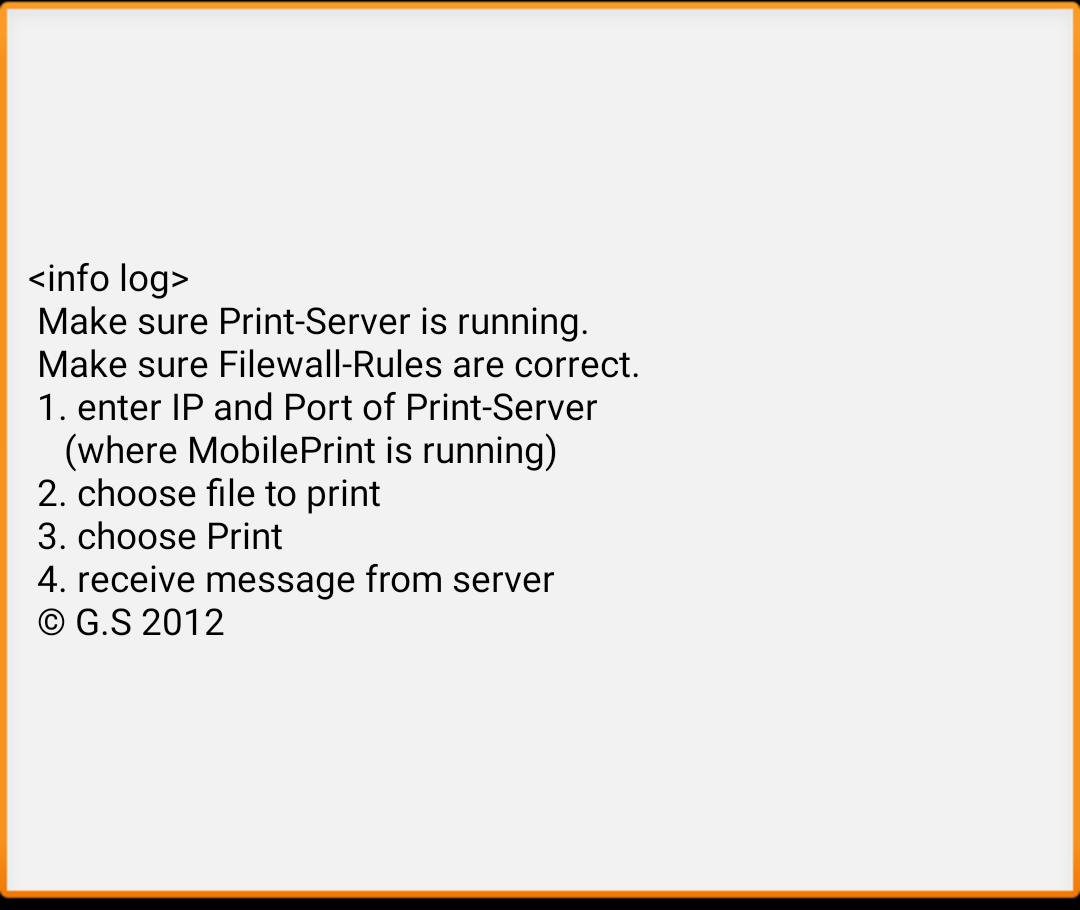 <info log>
Make sure Print-Server is running.
Make sure Filewall-Rules are correct.
1. enter IP and Port of Print-Server
(where MobilePrint is running)
2. choose file to print
3. choose Print
4. receive message from server
© G.S 2012